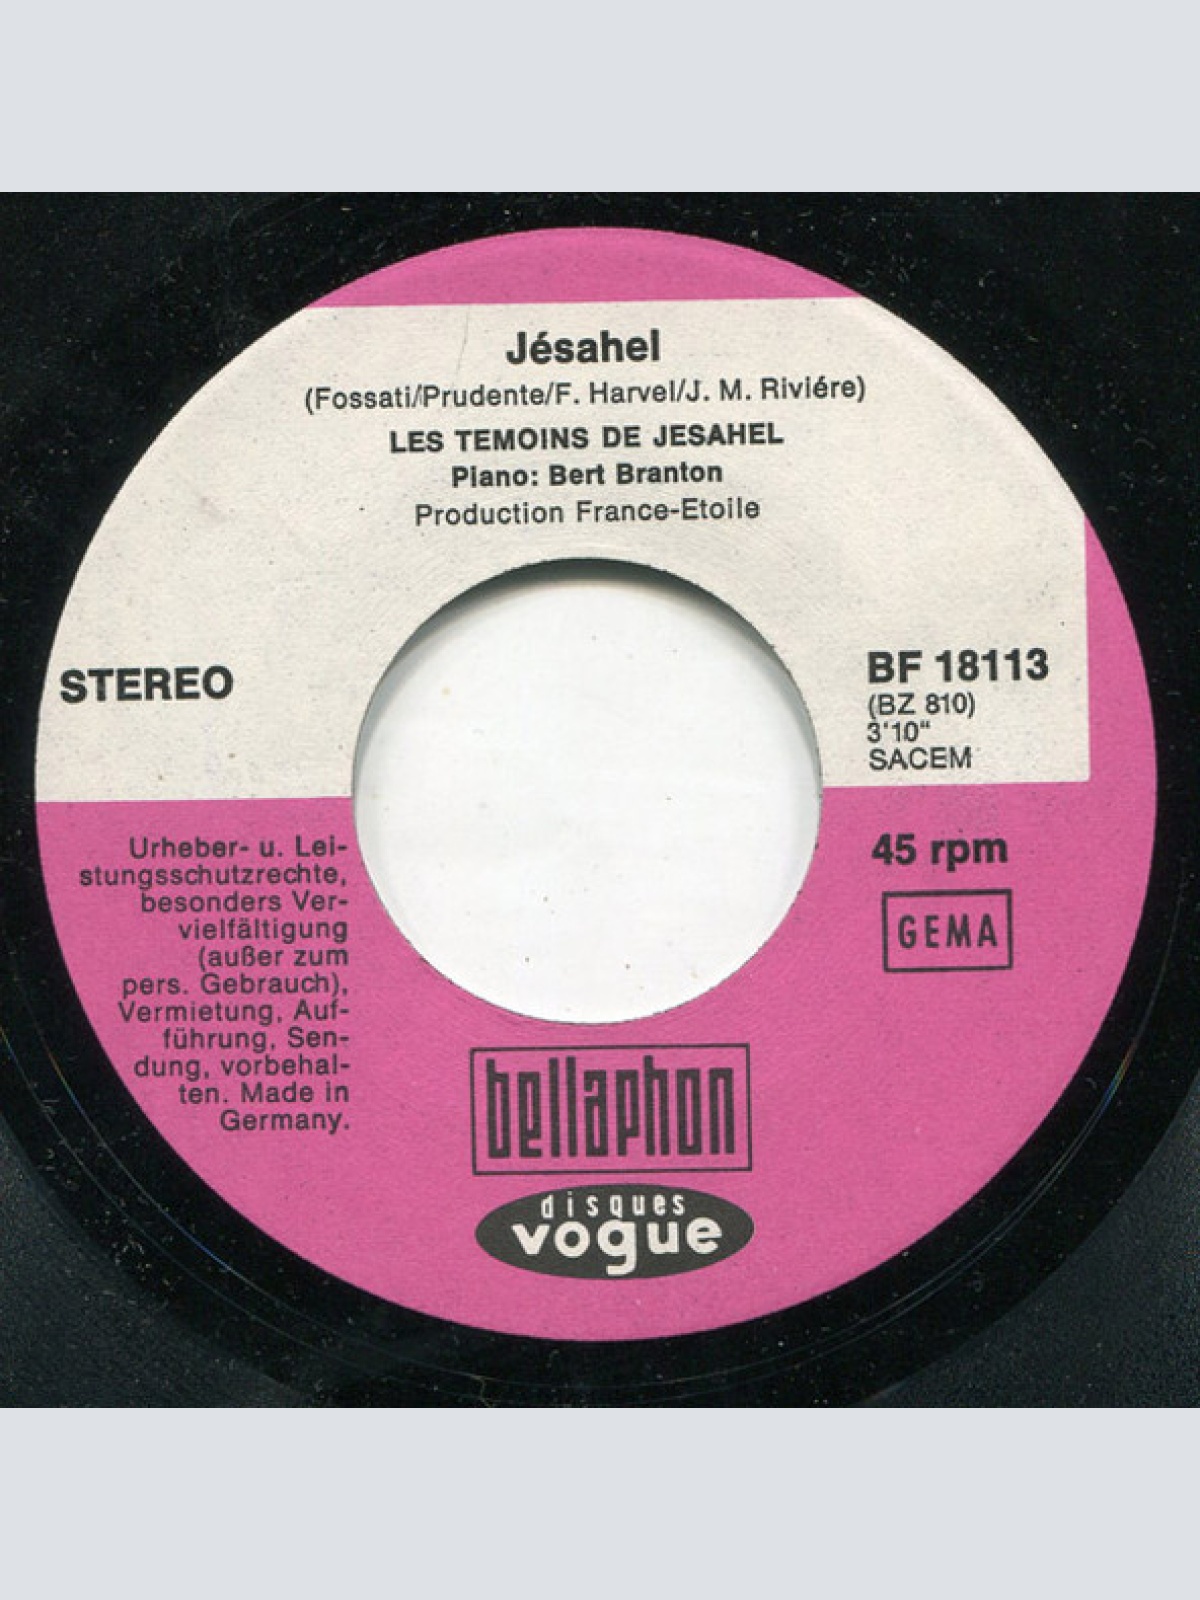 Jésahel
(Fossati/Prudente/F. Harvel/J. M. Riviére)
LES TEMOINS DE JESAHEL
Piano: Bert Branton
Production France-Etoile
STEREO
BF 18113
(BZ 810)
3'10"
SACEM
45 rpm
GEMA
Urheber- u. Lei-
stungsschutzrechte,
besonders Ver-
vielfältigung
(außer zum
pers. Gebrauch),
Vermietung, Auf-
führung, Sen-
dung, vorbehal-
ten. Made in
Germany.
bellaphon
disques
vogue